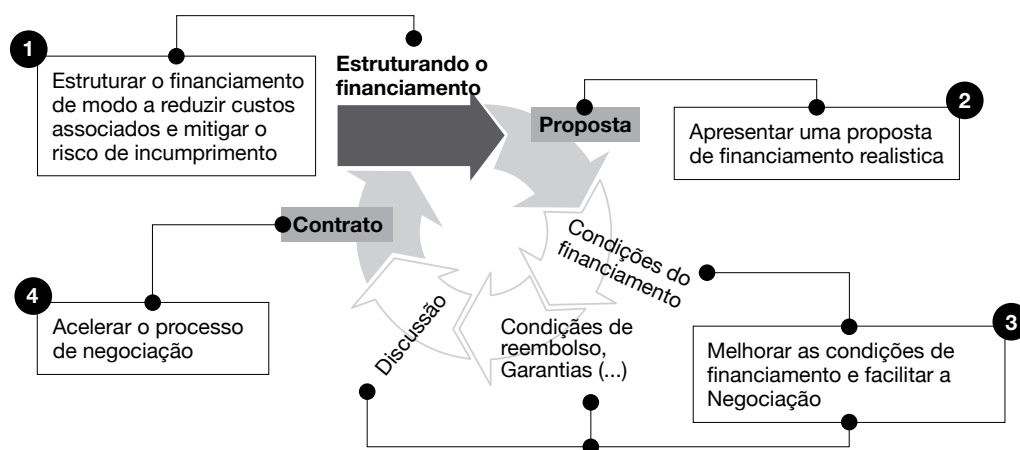 1
Estruturar o financiamento
de modo a reduzir custos
associados e mitigar o
risco de incumprimento
Estruturando o
financiamento
Proposta
2
Apresentar uma proposta
de financiamento realistica
Contrato
Condições do
financiamento
4
Acelerar o processo
de negociação
Discussão
Condiçães de
reembolso,
Garantias (...)
3
Melhorar as condições de
financiamento e facilitar a
Negociação